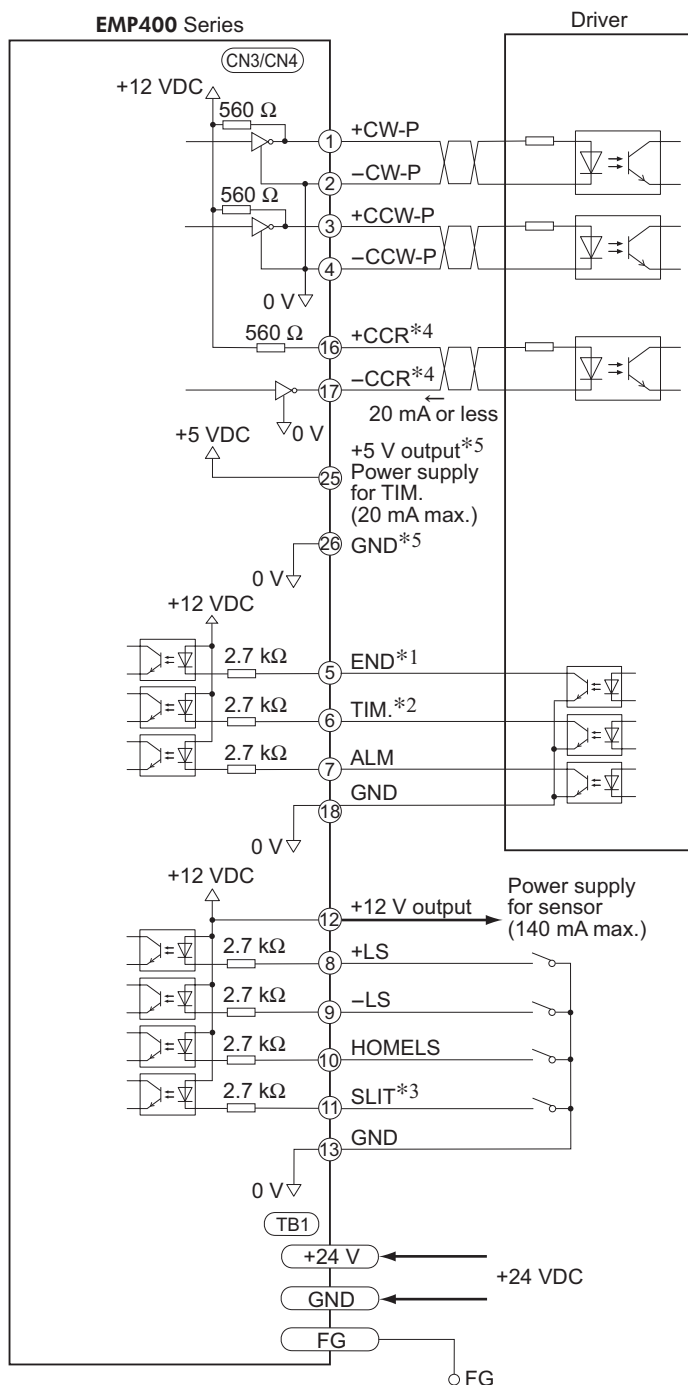 EMP400 Series
Driver
CN3/CN4
+12 VDC
560 Ω
1 +CW-P
2 −CW-P
560 Ω
3 +CCW-P
4 −CCW-P
0 V
560 Ω
16 +CCR*4
17 −CCR*4
←
20 mA or less
0 V
+5 VDC
25
+5 V output*5
Power supply
for TIM.
(20 mA max.)
26 GND*5
0 V
+12 VDC
2.7 kΩ 5 END*1
2.7 kΩ 6 TIM.*2
2.7 kΩ 7 ALM
18 GND
0 V
+12 VDC
12 +12 V output
Power supply
for sensor
(140 mA max.)
2.7 kΩ 8 +LS
2.7 kΩ 9 −LS
2.7 kΩ 10 HOMELS
2.7 kΩ 11 SLIT*3
13 GND
0 V
TB1
+24 V
+24 VDC
GND
FG
FG